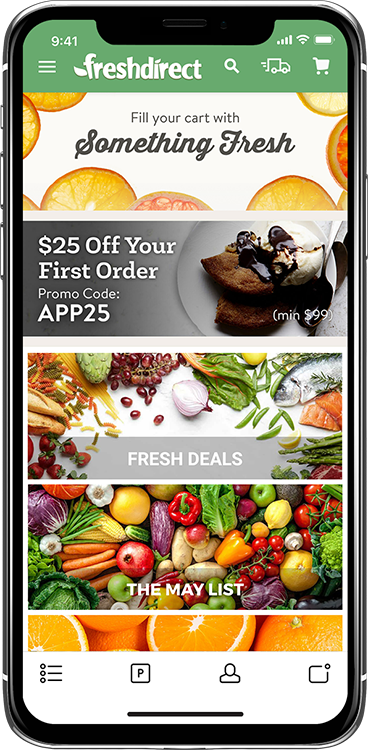 9:41
freshdirect
Fill your cart with
Something Fresh
$25 Off Your
First Order
Promo Code:
APP25
(min $99)
FRESH DEALS
THE MAY LIST
P